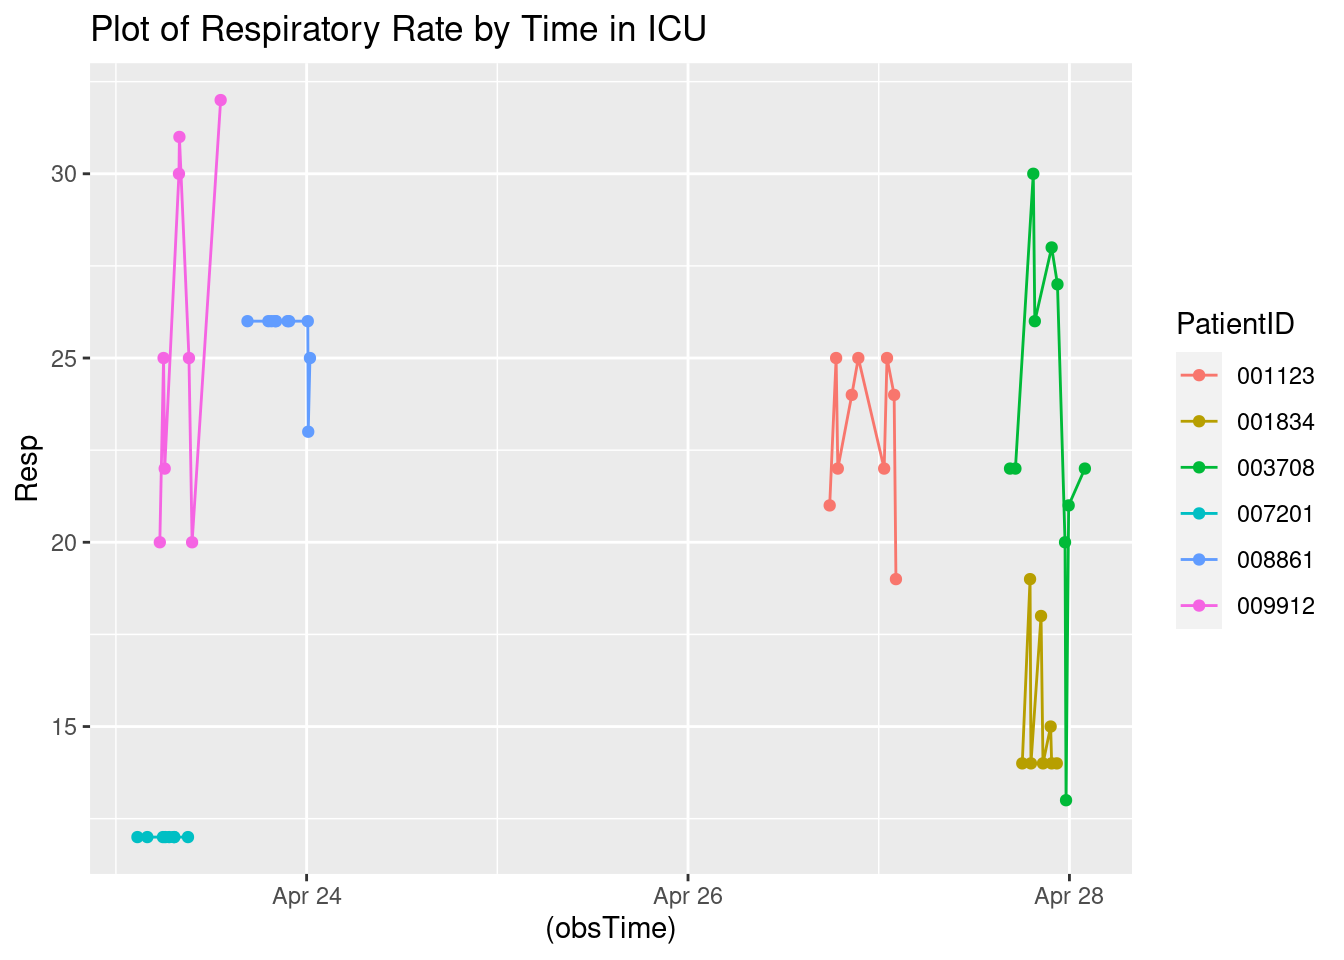 Plot of Respiratory Rate by Time in ICU
30
25
20
15
Resp
Apr 24
Apr 26
Apr 28
(obsTime)
PatientID
001123
001834
003708
007201
008861
009912